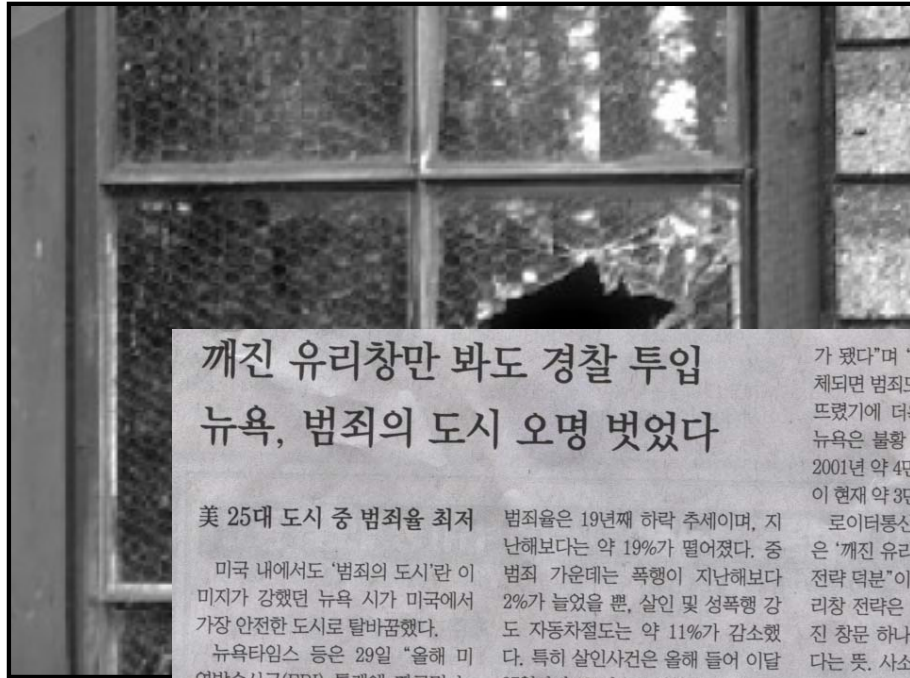 깨진 유리창만 봐도 경찰 투입
뉴욕, 범죄의 도시 오명 벗었다
美 25대 도시 중 범죄율 최저
미국 내에서도 ‘범죄의 도시’란 이
미지가 강했던 뉴욕 시가 미국에서
가장 안전한 도시로 탈바꿈했다.
뉴욕타임스 등은 29일 “올해 미
범죄율은 19년째 하락 추세이며, 지
난해보다는 약 19%가 떨어졌다. 중
범죄 가운데는 폭행이 지난해보다
2%가 늘었을 뿐, 살인 및 성폭행 강
도 자동차절도는 약 11%가 감소했
다. 특히 살인사건은 올해 들어 이달
가 됐다”며 “
체되면 범죄도
뜨렸기에 더
뉴욕은 불황
2001년 약 4만
이 현재 약 3만
로이터통신
은 ‘깨진 유리
전략 덕분”이
리창 전략은
진 창문 하나
다는 뜻. 사소